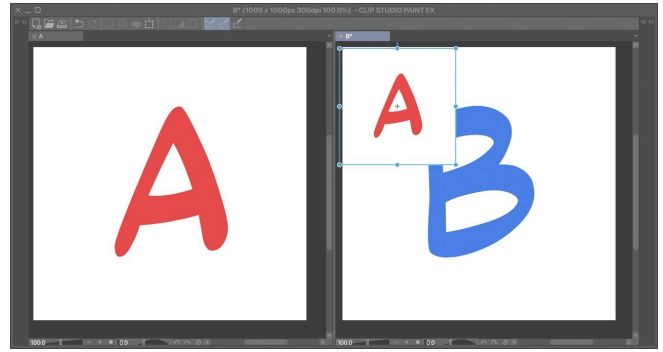 B* (1000 x 1000px 300dpi 100.0%) - CLIP STUDIO PAINT EX
A
B*
A
A
B
100.0
0.0
100.0
0.0